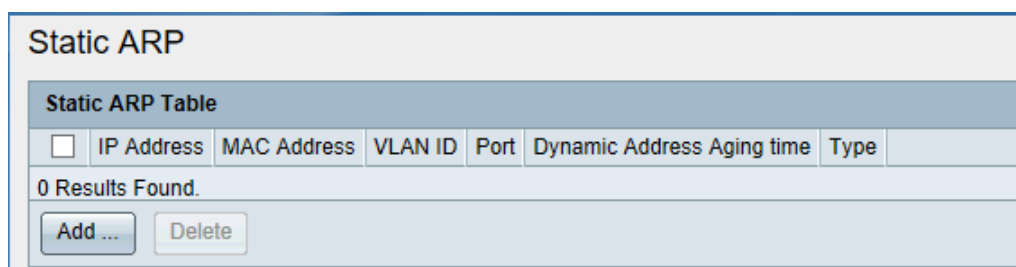 Static ARP
Static ARP Table
IP Address MAC Address VLAN ID Port Dynamic Address Aging time Type
0 Results Found.
Add ... Delete